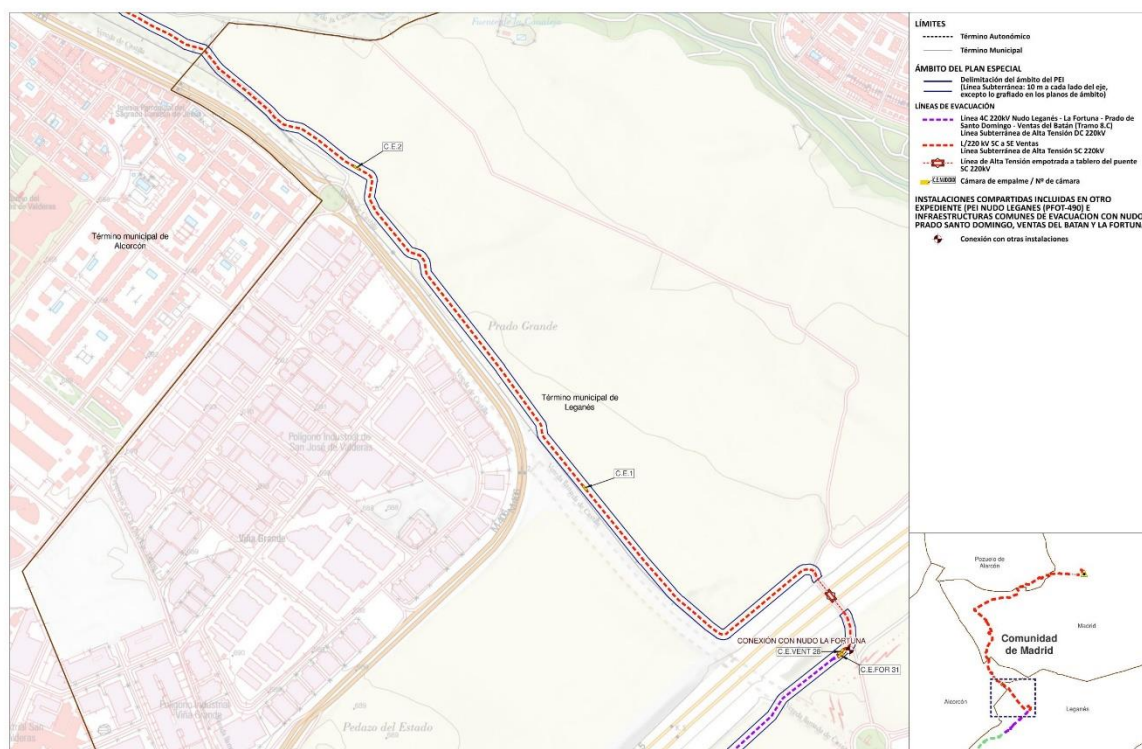 LÍMITES
Término Autonómico
Término Municipal
ÁMBITO DEL PLAN ESPECIAL
Delimitación del ámbito del PEI
(Línea Subterránea: 10 m a cada lado del eje,
excepto lo grafiado en los planos de ámbito)
LÍNEAS DE EVACUACIÓN
Línea 4C 220kV Nudo Leganés - La Fortuna - Prado de
Santo Domingo - Ventas del Batán (Tramo 8.C)
Línea Subterránea de Alta Tensión DC 220kV
L/220 kV SC a SE Ventas
Línea Subterránea de Alta Tensión SC 220kV
Línea de Alta Tensión empotrada a tablero del puente
SC 220kV
Cámara de empalme / Nº de cámara
INSTALACIONES COMPARTIDAS INCLUIDAS EN OTRO
EXPEDIENTE (PEI NUDO LEGANES (PFOT-490) E
INFRAESTRUCTURAS COMUNES DE EVACUACION CON NUDO
PRADO SANTO DOMINGO, VENTAS DEL BATAN Y LA FORTUNA
Conexión con otras instalaciones
C.E.2
Término municipal de
Alcorcón
Prado Grande
Término municipal de
Leganés
Polígono Industrial de
San José de Valderas
C.E.1
Viña Grande
CONEXIÓN CON NUDO LA FORTUNA
C.E.VENT 26
C.E.FOR 31
Polígono Industrial
Viña Grande
Pedazo del Estado
Pozuelo de
Alarcón
Madrid
Comunidad
de Madrid
Alcorcón
Leganés